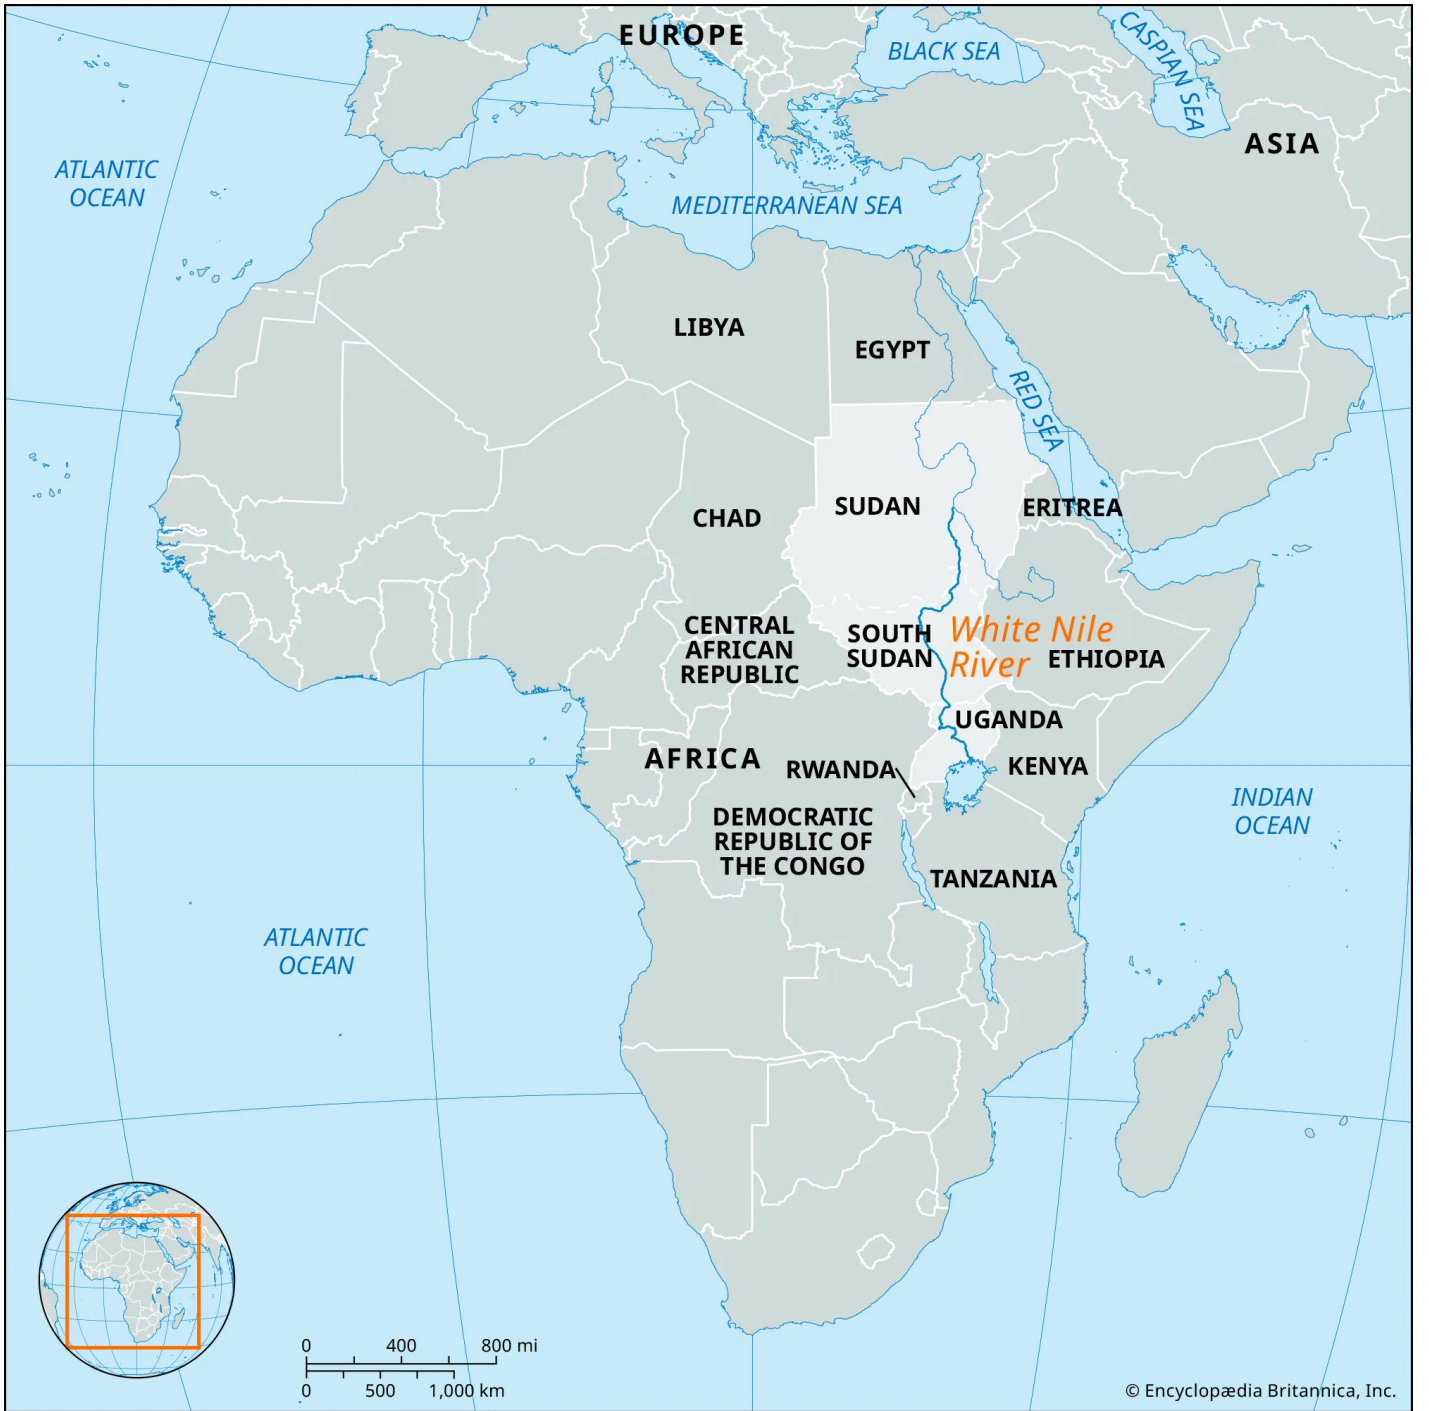 EUROPE
BLACK SEA
CASPIAN SEA
ASIA
ATLANTIC
OCEAN
MEDITERRANEAN SEA
LIBYA
EGYPT
RED SEA
SUDAN
ERITREA
CHAD
CENTRAL
AFRICAN
REPUBLIC
SOUTH
SUDAN
White Nile
River
ETHIOPIA
UGANDA
AFRICA
RWANDA
KENYA
INDIAN
OCEAN
DEMOCRATIC
REPUBLIC OF
THE CONGO
TANZANIA
ATLANTIC
OCEAN
0 400 800 mi
0 500 1,000 km
© Encyclopædia Britannica, Inc.